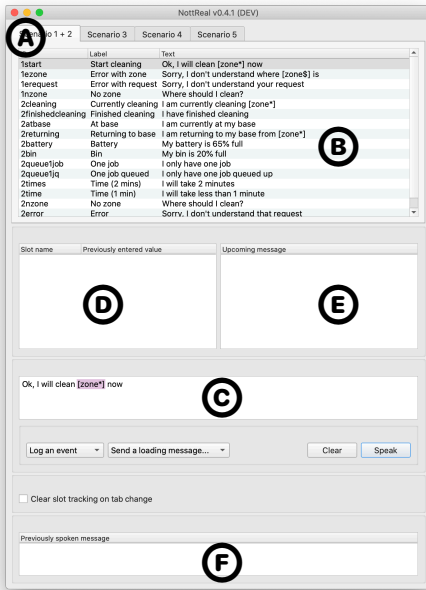 NottReal v0.4.1 (DEV)
A
Scenario 1 + 2 Scenario 3 Scenario 4 Scenario 5
Label Text
1start Start cleaning Ok, I will clean [zone*] now
1ezone Error with zone Sorry, I don't understand where [zone$] is
1erequest Error with request Sorry, I don't understand your request
1nzone No zone Where should I clean?
2cleaning Currently cleaning I am currently cleaning [zone*]
2finishedcleaning Finished cleaning I have finished cleaning
2atbase At base I am currently at my base
2returning Returning to base I am returning to my base from [zone*]
2battery Battery My battery is 65% full
2bin Bin My bin is 20% full
2queue1job One job I only have one job
2queue1jq One job queued I only have one job queued up
2times Time (2 mins) I will take 2 minutes
2time Time (1 min) I will take less than 1 minute
2nzone No zone Where should I clean?
2error Error Sorry, I don't understand that request
B
Slot name Previously entered value Upcoming message
D E
Ok, I will clean [zone*] now
C
Log an event Send a loading message... Clear Speak
Clear slot tracking on tab change
Previously spoken message
F